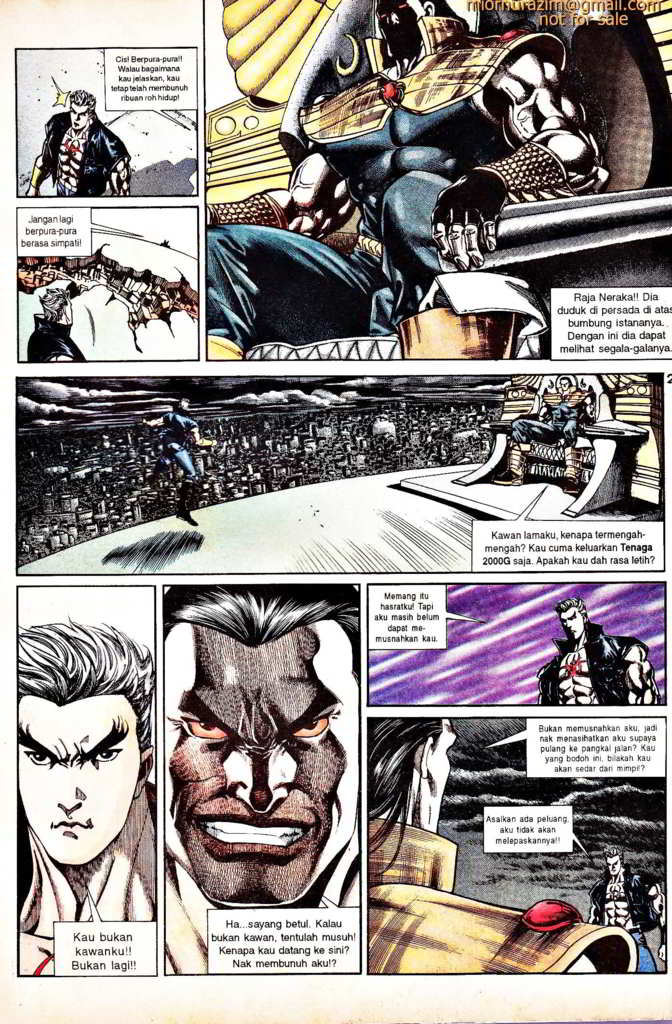 miornurazim@gmail.com
not for sale
Cis! Berpura-pura!!
Walau bagaimana
kau jelaskan, kau
tetap telah membunuh
ribuan roh hidup!
Jangan lagi
berpura-pura
berasa simpati!
Raja Neraka!! Dia
duduk di persada di atas
bumbung istananya.
Dengan ini dia dapat
melihat segala-galanya.
2
Kawan lamaku, kenapa termengah-
mengah? Kau cuma keluarkan Tenaga
2000G saja. Apakah kau dah rasa letih?
Kau bukan
kawanku!!
Bukan lagi!!
Ha...sayang betul. Kalau
bukan kawan, tentulah musuh!
Kenapa kau datang ke sini?
Nak membunuh aku!?
Memang itu
hasratku! Tapi
aku masih belum
dapat me-
musnahkan kau.
Bukan memusnahkan aku, jadi
nak menasihatkan aku supaya
pulang ke pangkal jalan? Kau
yang bodoh ini, bilakah kau
akan sedar dari mimpi!?
Asalkan ada peluang,
aku tidak akan
melepaskannya!!